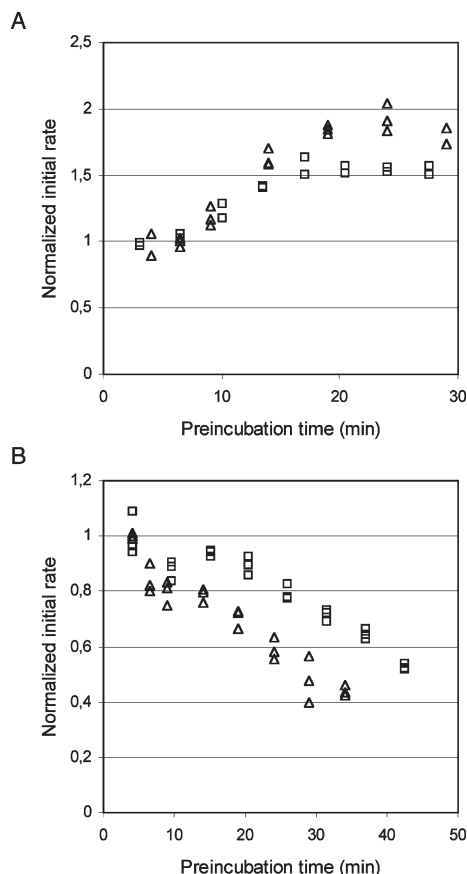 A
Normalized initial rate
2,5
2
1,5
1
0,5
0
0 10 20 30
Preincubation time (min)
B
Normalized initial rate
1,2
1
0,8
0,6
0,4
0,2
0
0 10 20 30 40 50
Preincubation time (min)